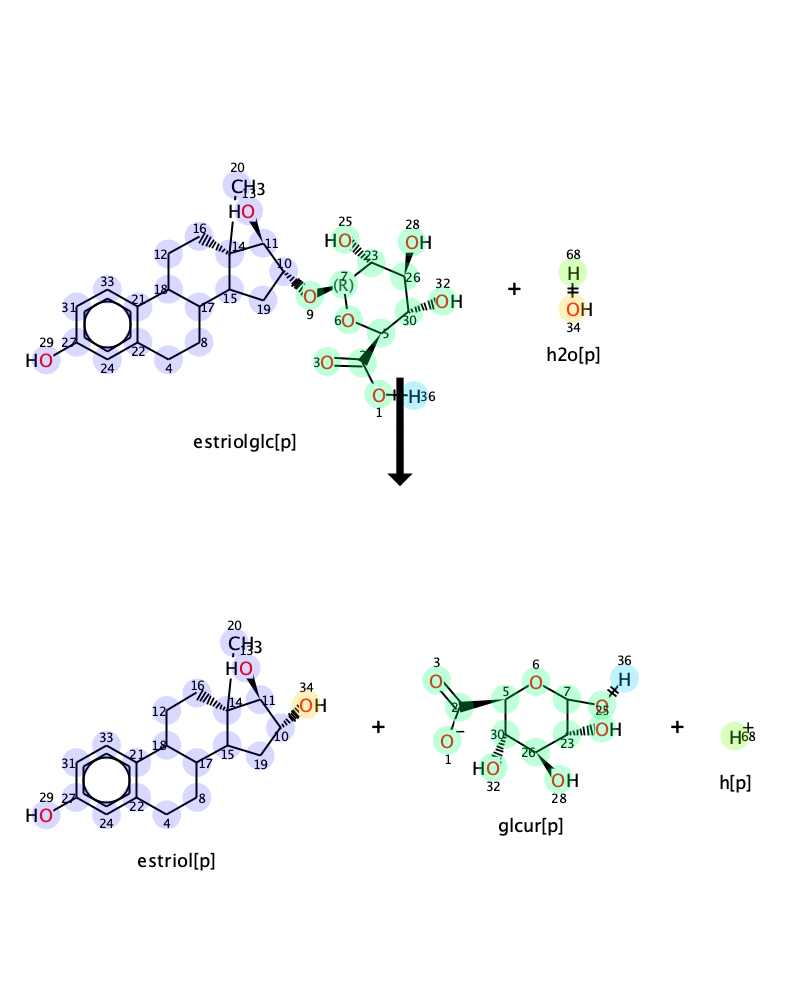 20
CH3
13
HO
16
14
11
12
10
18
15
17
19
33
31
21
27
22
29
HO
24
4
8
9
O
25
HO
23
28
OH
7
(R)
26
32
OH
30
6
O
5
3
O
2
O
H
36
1
estriolglc[p]
+
68
H
OH
34
h2o[p]
20
CH3
13
HO
16
14
11
12
10
34
OH
18
15
17
19
33
31
21
27
22
29
HO
24
4
8
estriol[p]
+
3
O
2
O
−
1
5
6
O
7
36
H
O
25
OH
23
26
30
HO
32
OH
28
glcur[p]
+
H
+
68
h[p]